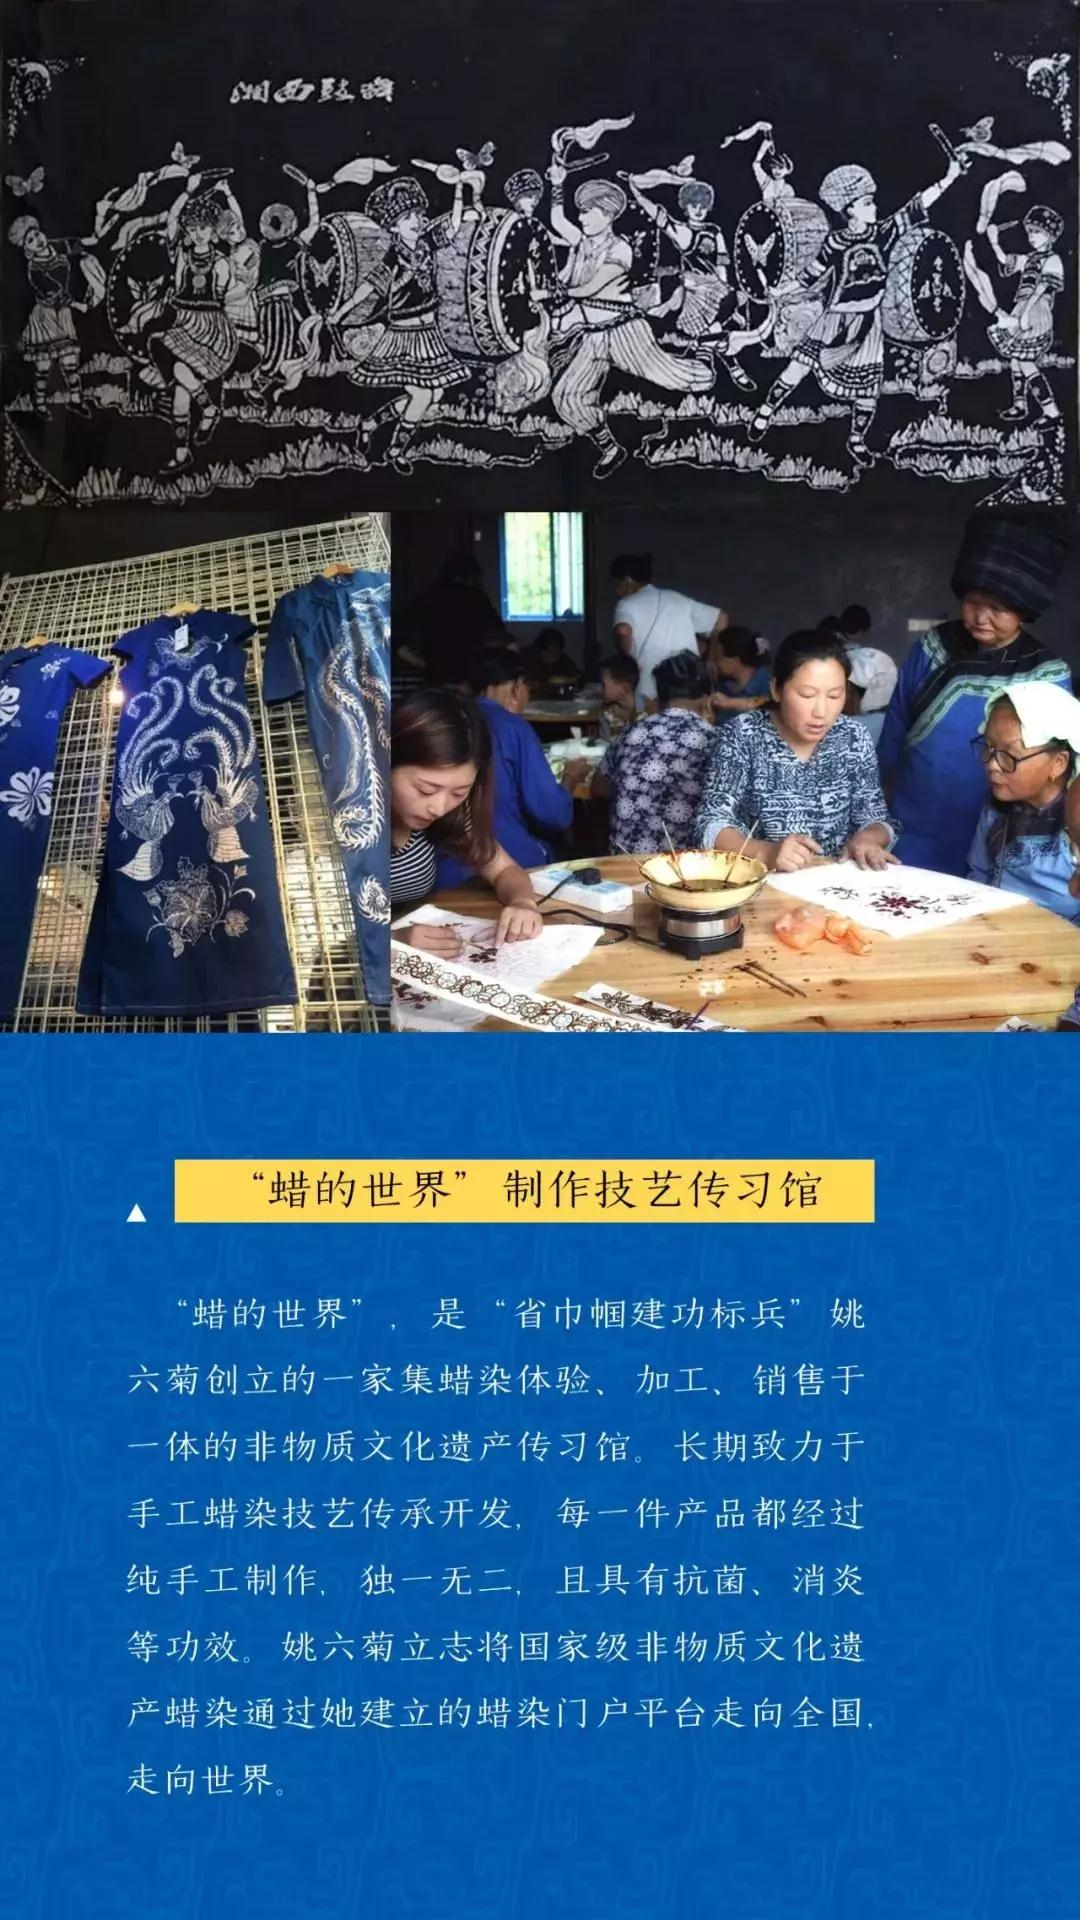 湘西鼓舞
“蜡的世界” 制作技艺传习馆
“蜡的世界”，是“省巾帼建功标兵”姚
六菊创立的一家集蜡染体验、加工、销售于
一体的非物质文化遗产传习馆。长期致力于
手工蜡染技艺传承开发，每一件产品都经过
纯手工制作，独一无二，且具有抗菌、消炎
等功效。姚六菊立志将国家级非物质文化遗
产蜡染通过她建立的蜡染门户平台走向全国，
走向世界。